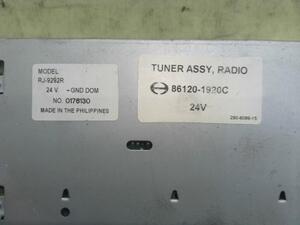 MODEL
RJ-9292R
24 V -GND DOM
NO. 0176130
MADE IN THE PHILIPPINES
TUNER ASSY, RADIO
86120-1920C
24V
290-8099-15